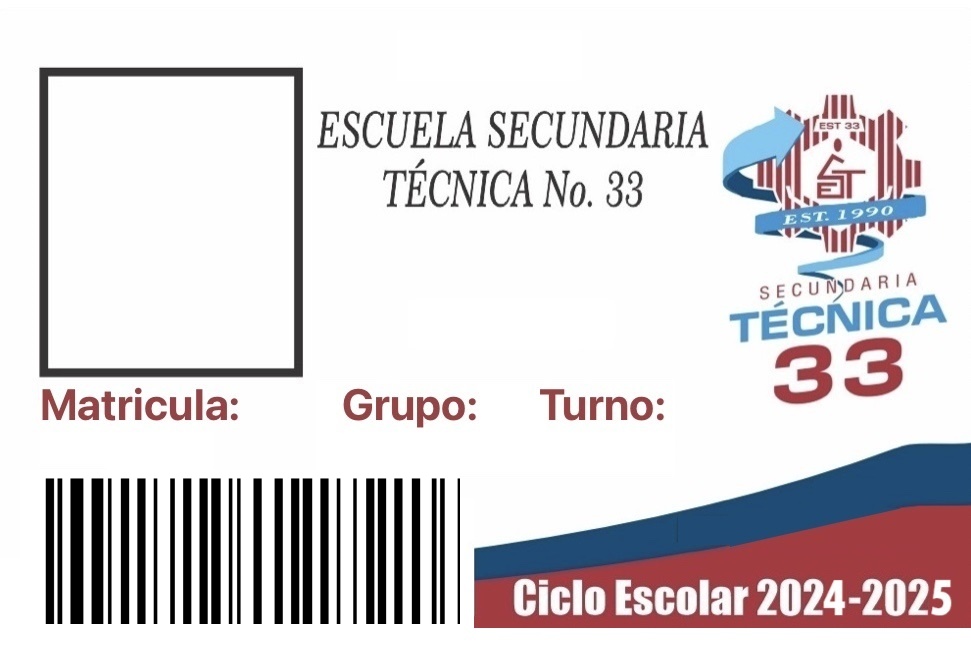 ESCUELA SECUNDARIA
TÉCNICA No. 33
EST 33
EST. 1990
SECUNDARIA
TÉCNICA
33
Matricula: Grupo: Turno:
Ciclo Escolar 2024-2025